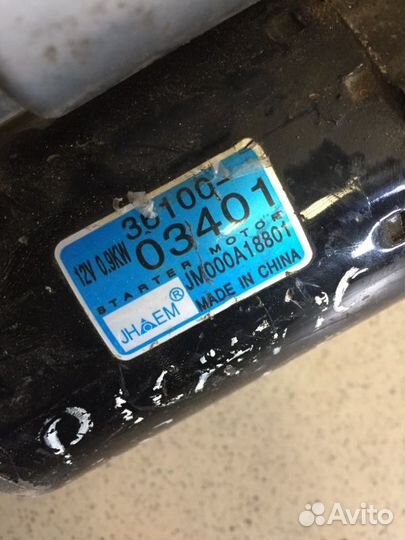 36100-
12V 0.9KW 03401
STARTER MOTOR
JM000A18801
JHAEM ® MADE IN CHINA
Avito